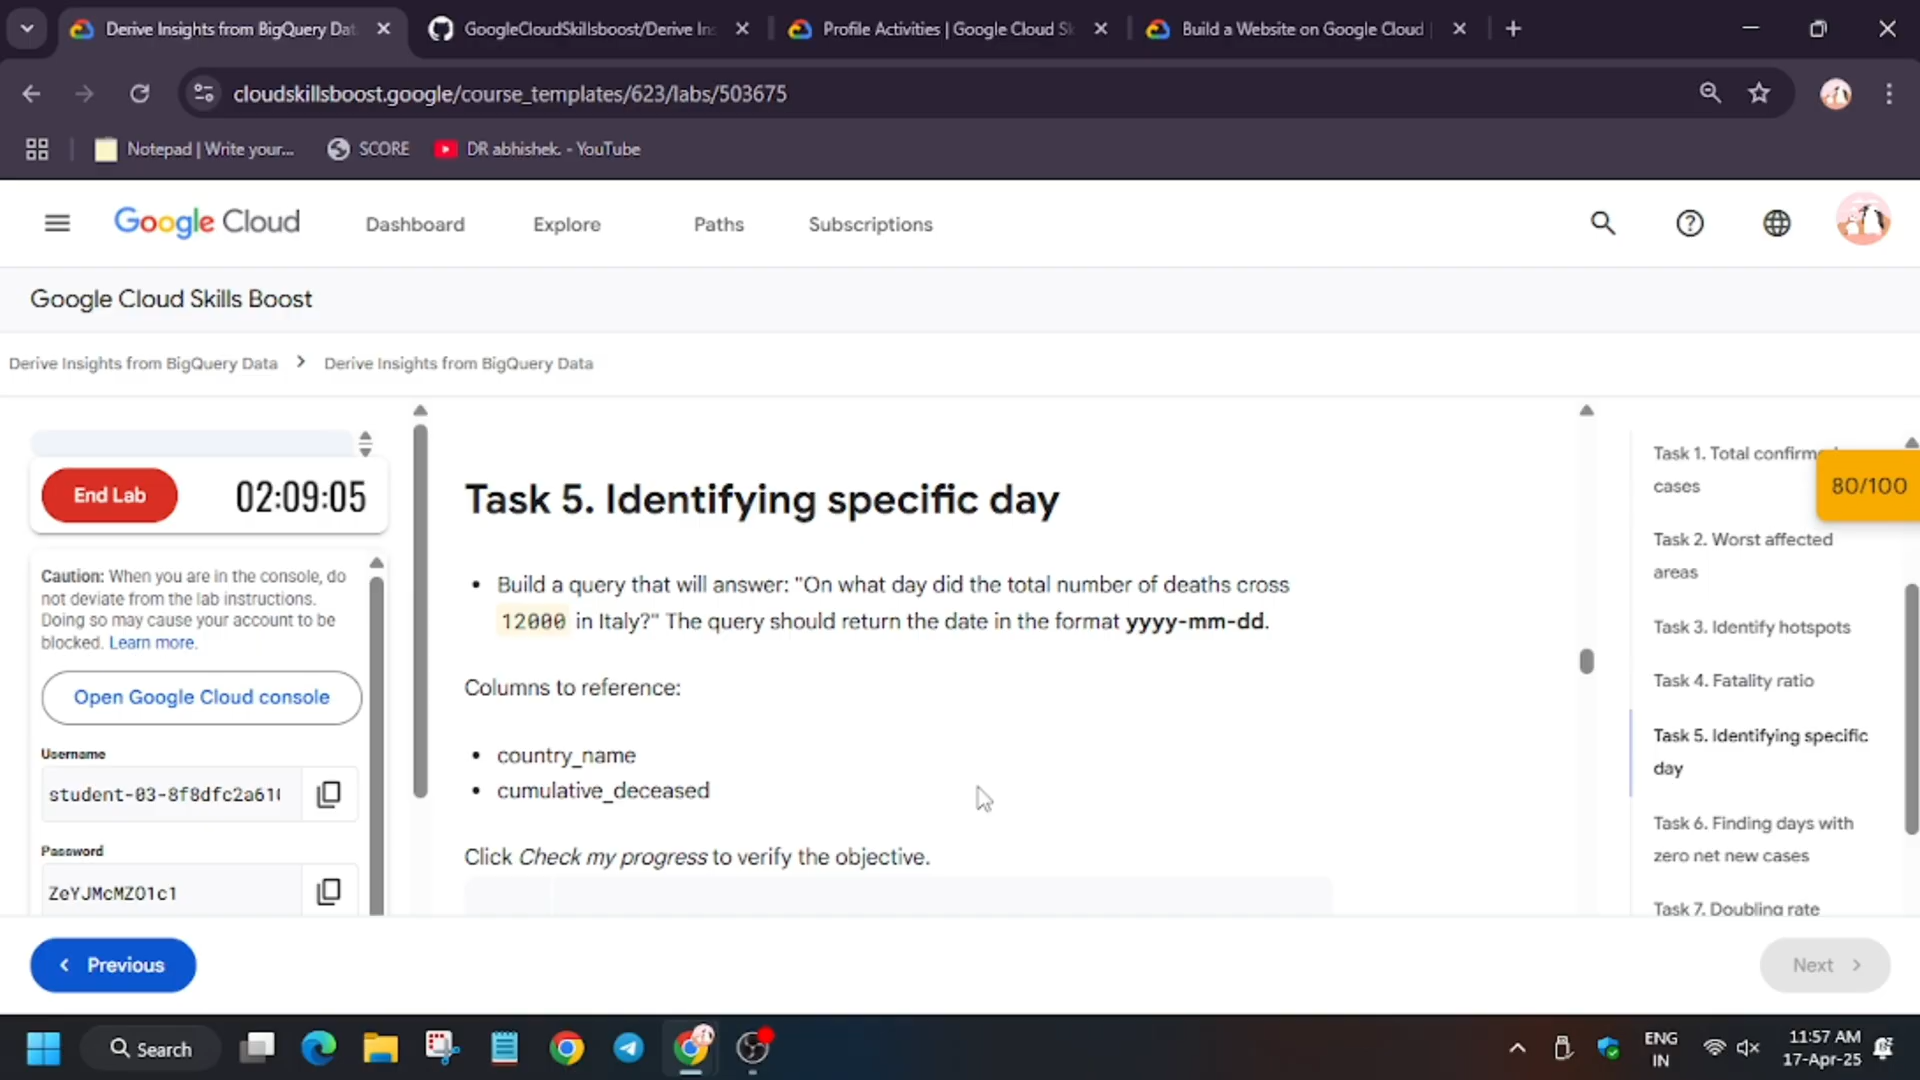 Derive Insights from BigQuery Dat
GoogleCloudSkillsboost/Derive Ins
Profile Activities | Google Cloud Sk
Build a Website on Google Cloud |
cloudskillsboost.google/course_templates/623/labs/503675
Notepad | Write your...
SCORE
DR abhishek. - YouTube
Google Cloud
Dashboard
Explore
Paths
Subscriptions
Google Cloud Skills Boost
Derive Insights from BigQuery Data
Derive Insights from BigQuery Data
End Lab
02:09:05
Caution: When you are in the console, do
not deviate from the lab instructions.
Doing so may cause your account to be
blocked. Learn more.
Open Google Cloud console
Username
student-03-8f8dfc2a61
Password
ZeYJMcMZO1c1
Task 5. Identifying specific day
• Build a query that will answer: "On what day did the total number of deaths cross
12000 in Italy?" The query should return the date in the format yyyy-mm-dd.
Columns to reference:
• country_name
• cumulative_deceased
Click Check my progress to verify the objective.
Task 1. Total confirm
cases
80/100
Task 2. Worst affected
areas
Task 3. Identify hotspots
Task 4. Fatality ratio
Task 5. Identifying specific
day
Task 6. Finding days with
zero net new cases
Task 7. Doubling rate
Previous
Next
Search
ENG
IN
11:57 AM
17-Apr-25